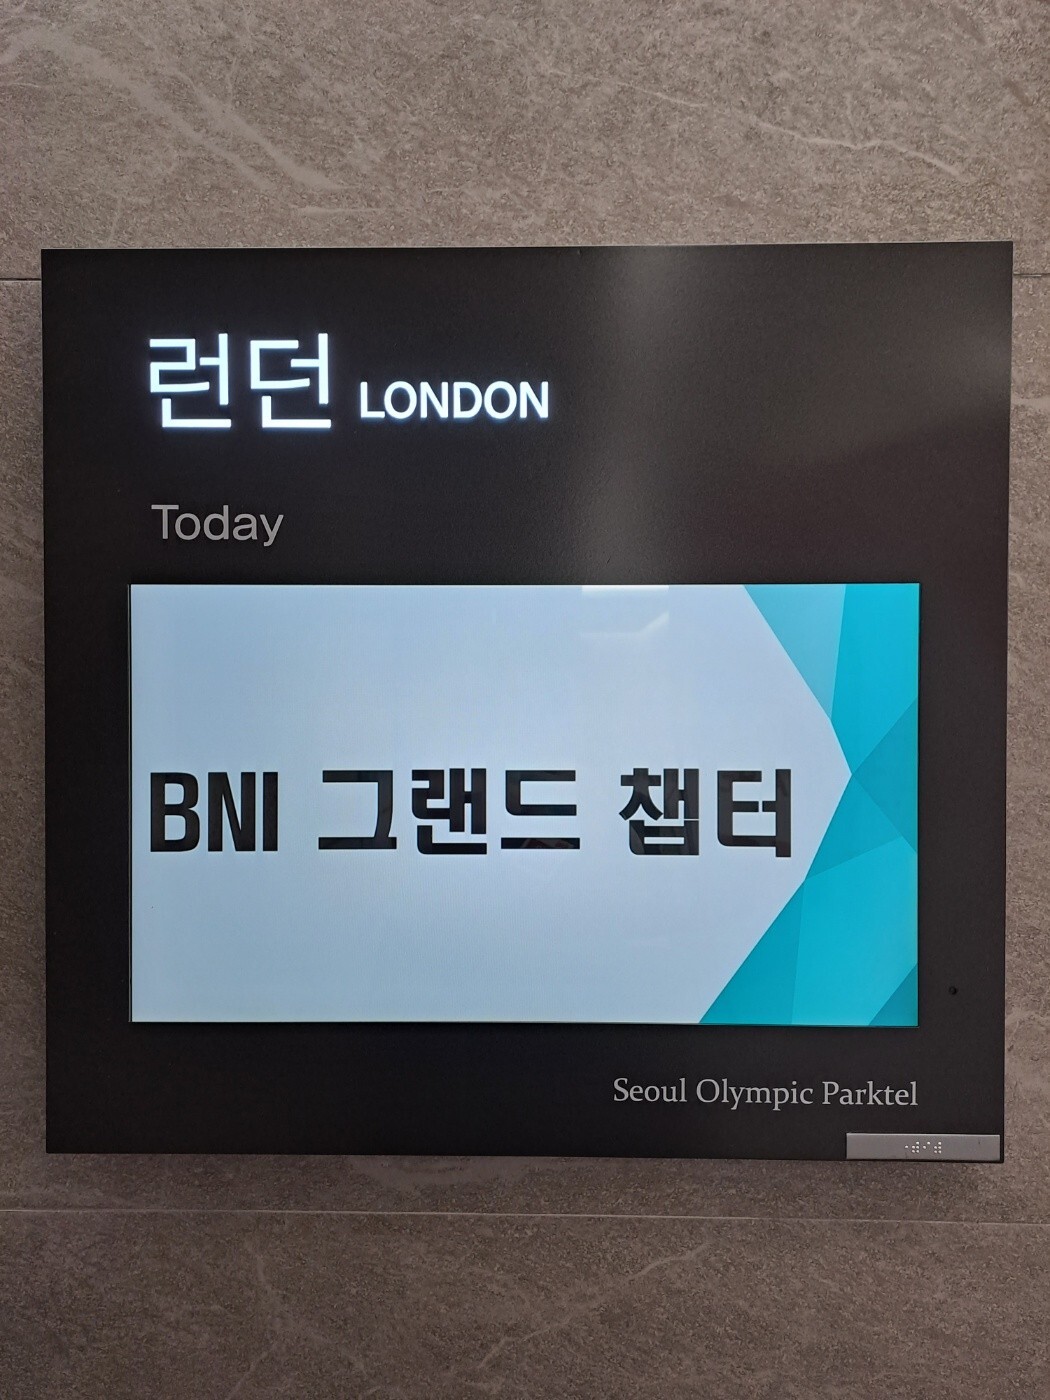 런던 LONDON
Today
BNI 그랜드 챕터
Seoul Olympic Parktel